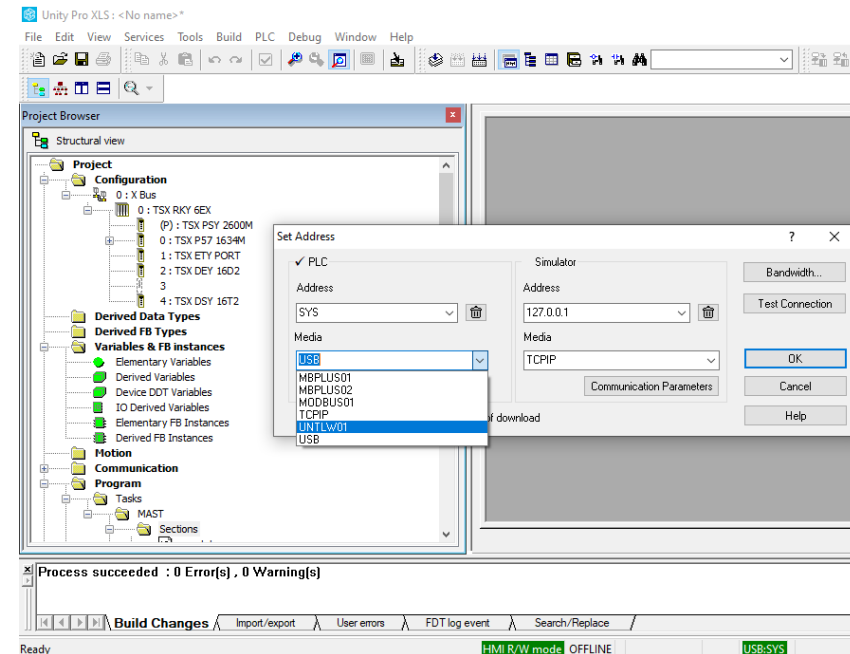 Unity Pro XLS : <No name>*
File Edit View Services Tools Build PLC Debug Window Help
Project Browser
Structural view
Project
Configuration
0 : X Bus
0 : TSX RKY 6EX
(P) : TSX PSY 2600M
0 : TSX P57 1634M
1 : TSX ETY PORT
2 : TSX DEY 16D2
3
4 : TSX DSY 16T2
Derived Data Types
Derived FB Types
Variables & FB instances
Elementary Variables
Derived Variables
Device DDT Variables
IO Derived Variables
Elementary FB Instances
Derived FB Instances
Motion
Communication
Program
Tasks
MAST
Sections
Set Address
?
PLC
Address
SYS
Media
USB
MBPLUS01
MBPLUS02
MODBUS01
TCPIP
UNTLW01
USB
Simulator
Address
127.0.0.1
Media
TCPIP
Communication Parameters
of download
Bandwidth...
Test Connection
OK
Cancel
Help
Process succeeded : 0 Error(s) , 0 Warning(s)
Build Changes Import/export User errors FDT log event Search/Replace
Ready HMI R/W mode OFFLINE USB:SYS